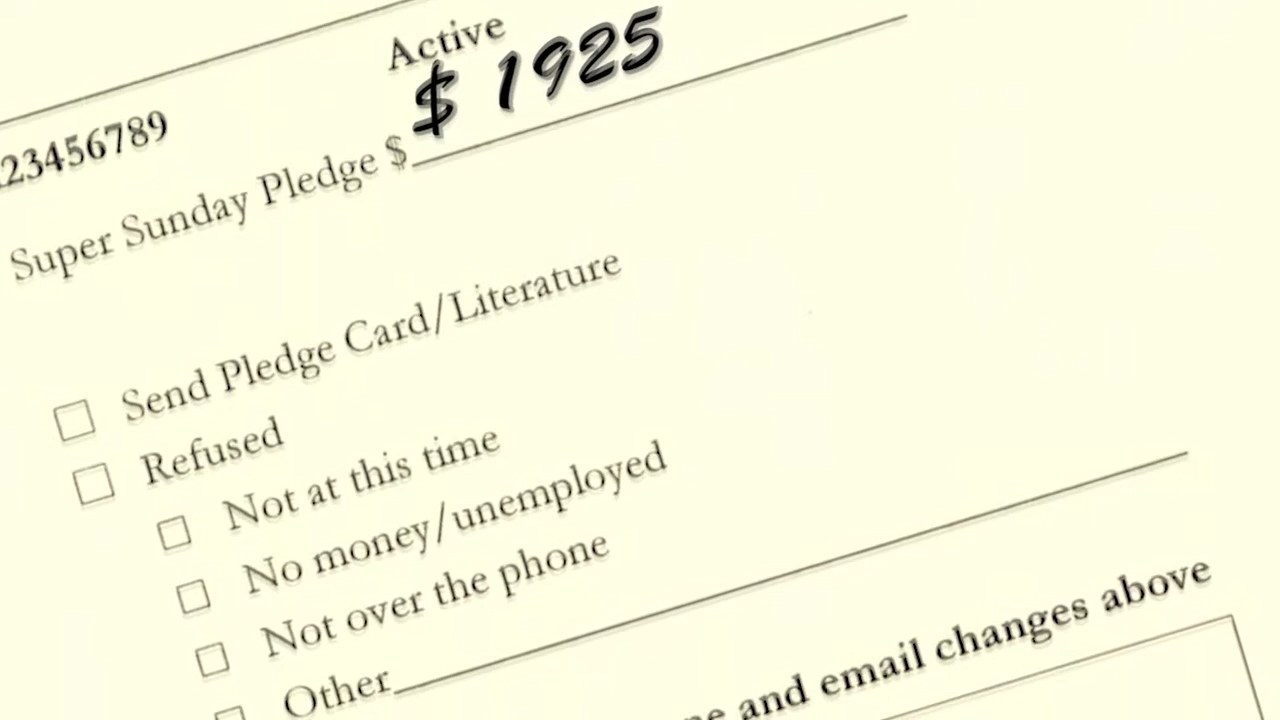 Active
23456789
Super Sunday Pledge $ $ 1925
Send Pledge Card/Literature
Refused
Not at this time
No money/unemployed
Not over the phone
Other
and email changes above